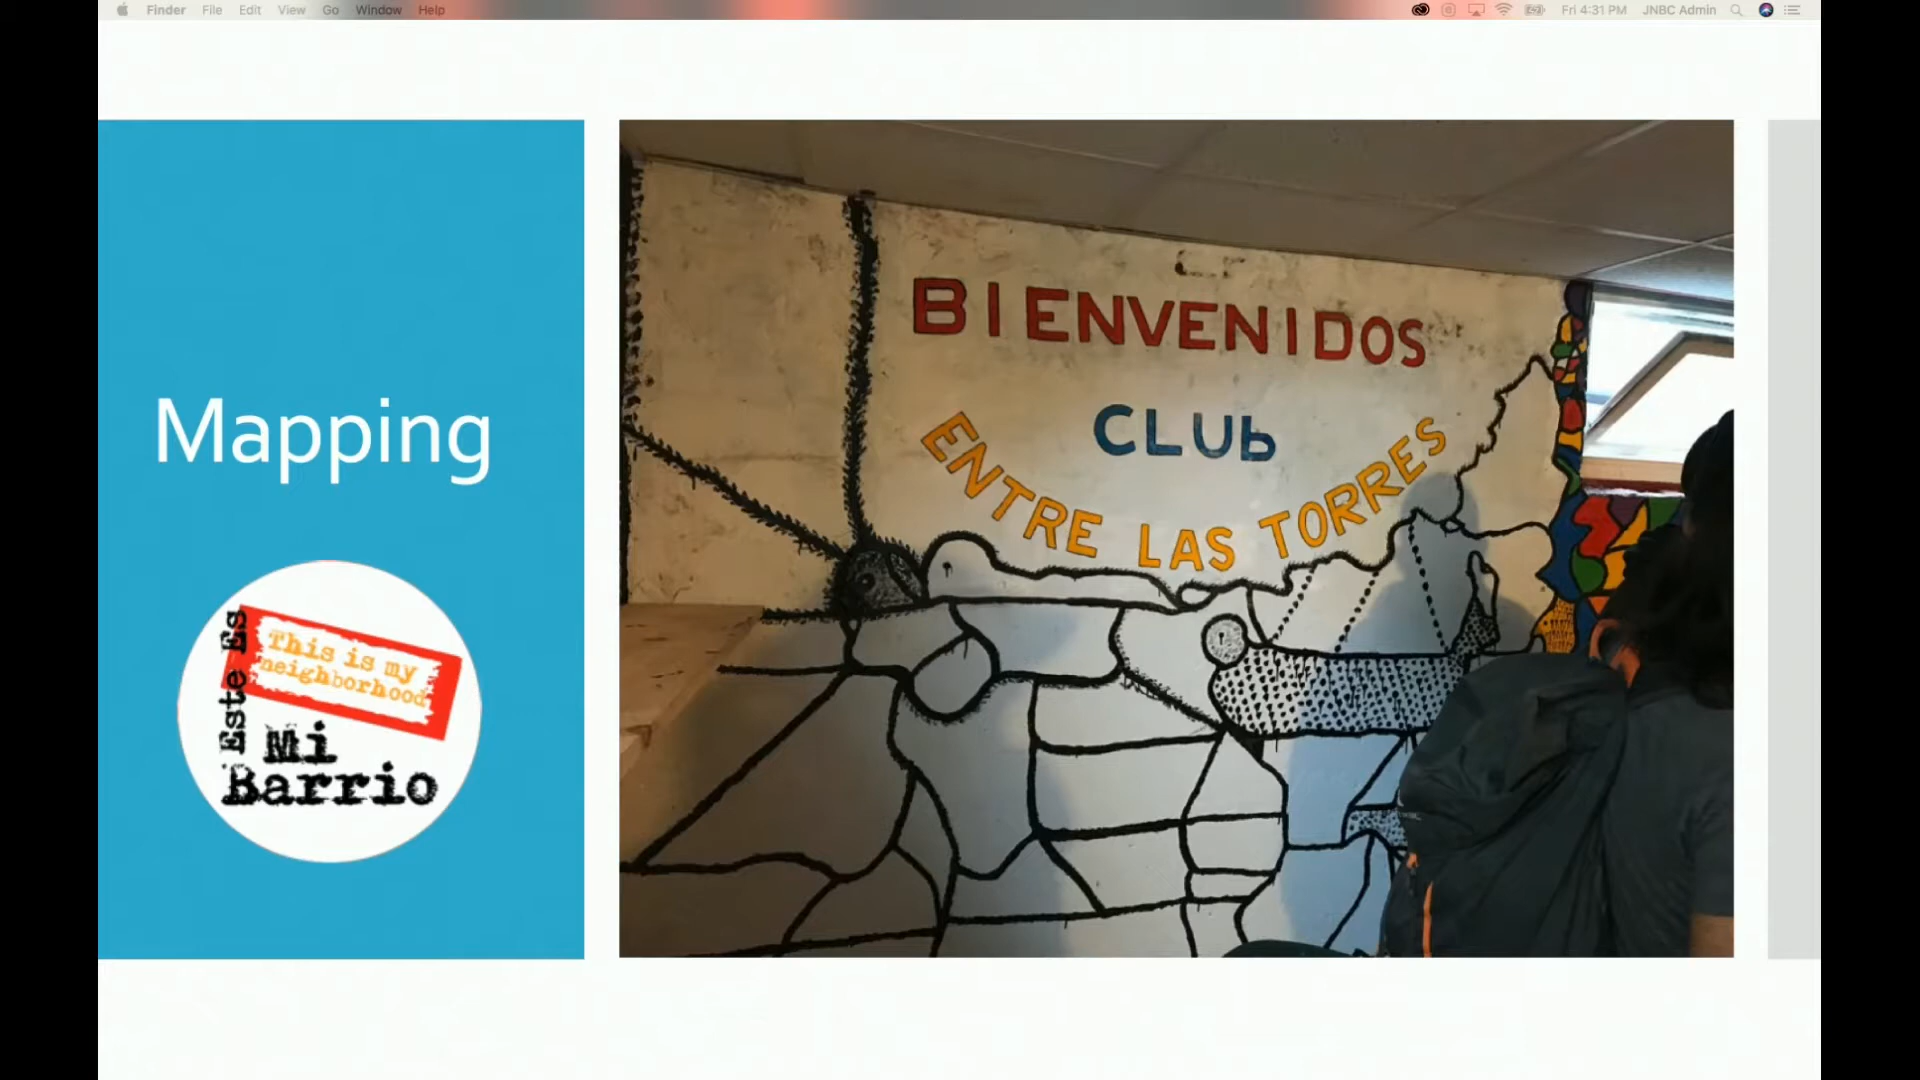 Finder File Edit View Go Window Help
Fri 4:31 PM JNBC Admin
Mapping
Este Es
This is my
neighborhood
Mi
Barrio
BIENVENIDOS
CLUb
ENTRE LAS TORRES